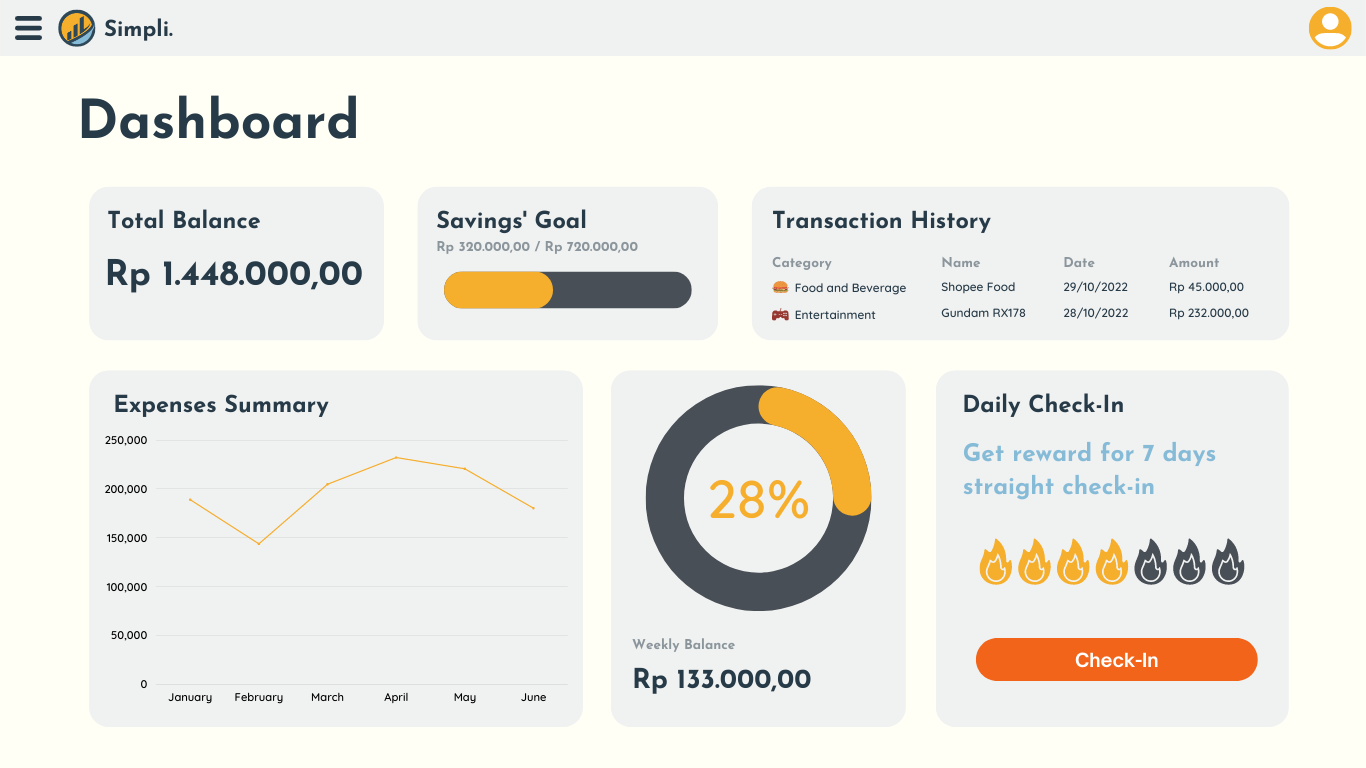 Simpli.
Dashboard
Total Balance
Rp 1.448.000,00
Savings' Goal
Rp 320.000,00 / Rp 720.000,00
Transaction History
Category Name Date Amount
Food and Beverage Shopee Food 29/10/2022 Rp 45.000,00
Entertainment Gundam RX178 28/10/2022 Rp 232.000,00
Expenses Summary
250,000
200,000
150,000
100,000
50,000
0
January February March April May June
28%
Weekly Balance
Rp 133.000,00
Daily Check-In
Get reward for 7 days
straight check-in
Check-In